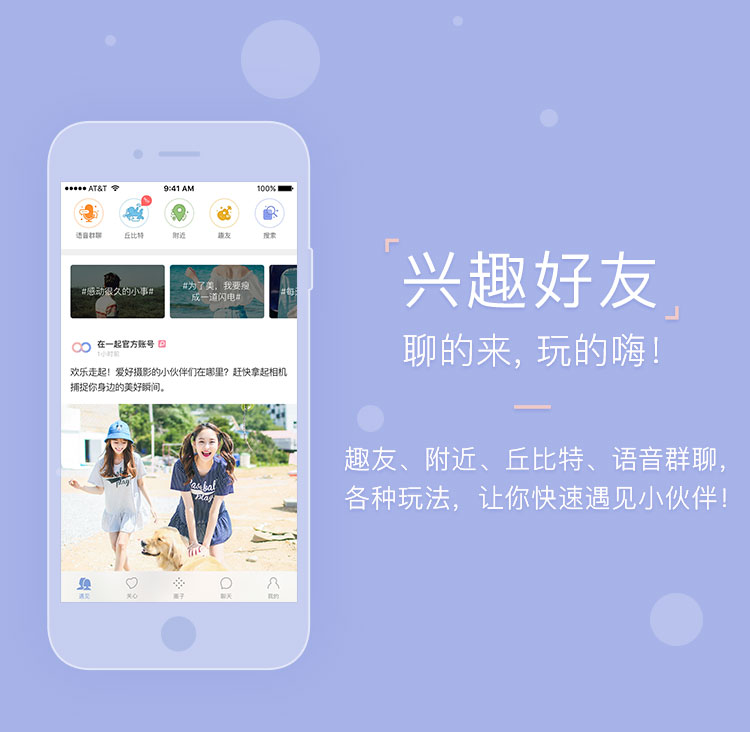 AT&T 9:41 AM 100%
语音群聊 丘比特 附近 趣友 搜索
#感动很久的小事#
#为了美，我要瘦
成一道闪电#
#每
在一起官方账号
1小时前
欢乐走起！爱好摄影的小伙伴们在哪里？赶快拿起相机
捕捉你身边的美好瞬间。
遇见 关心 圈子 聊天 我的
「兴趣好友」
聊的来，玩的嗨！
趣友、附近、丘比特、语音群聊，
各种玩法，让你快速遇见小伙伴！